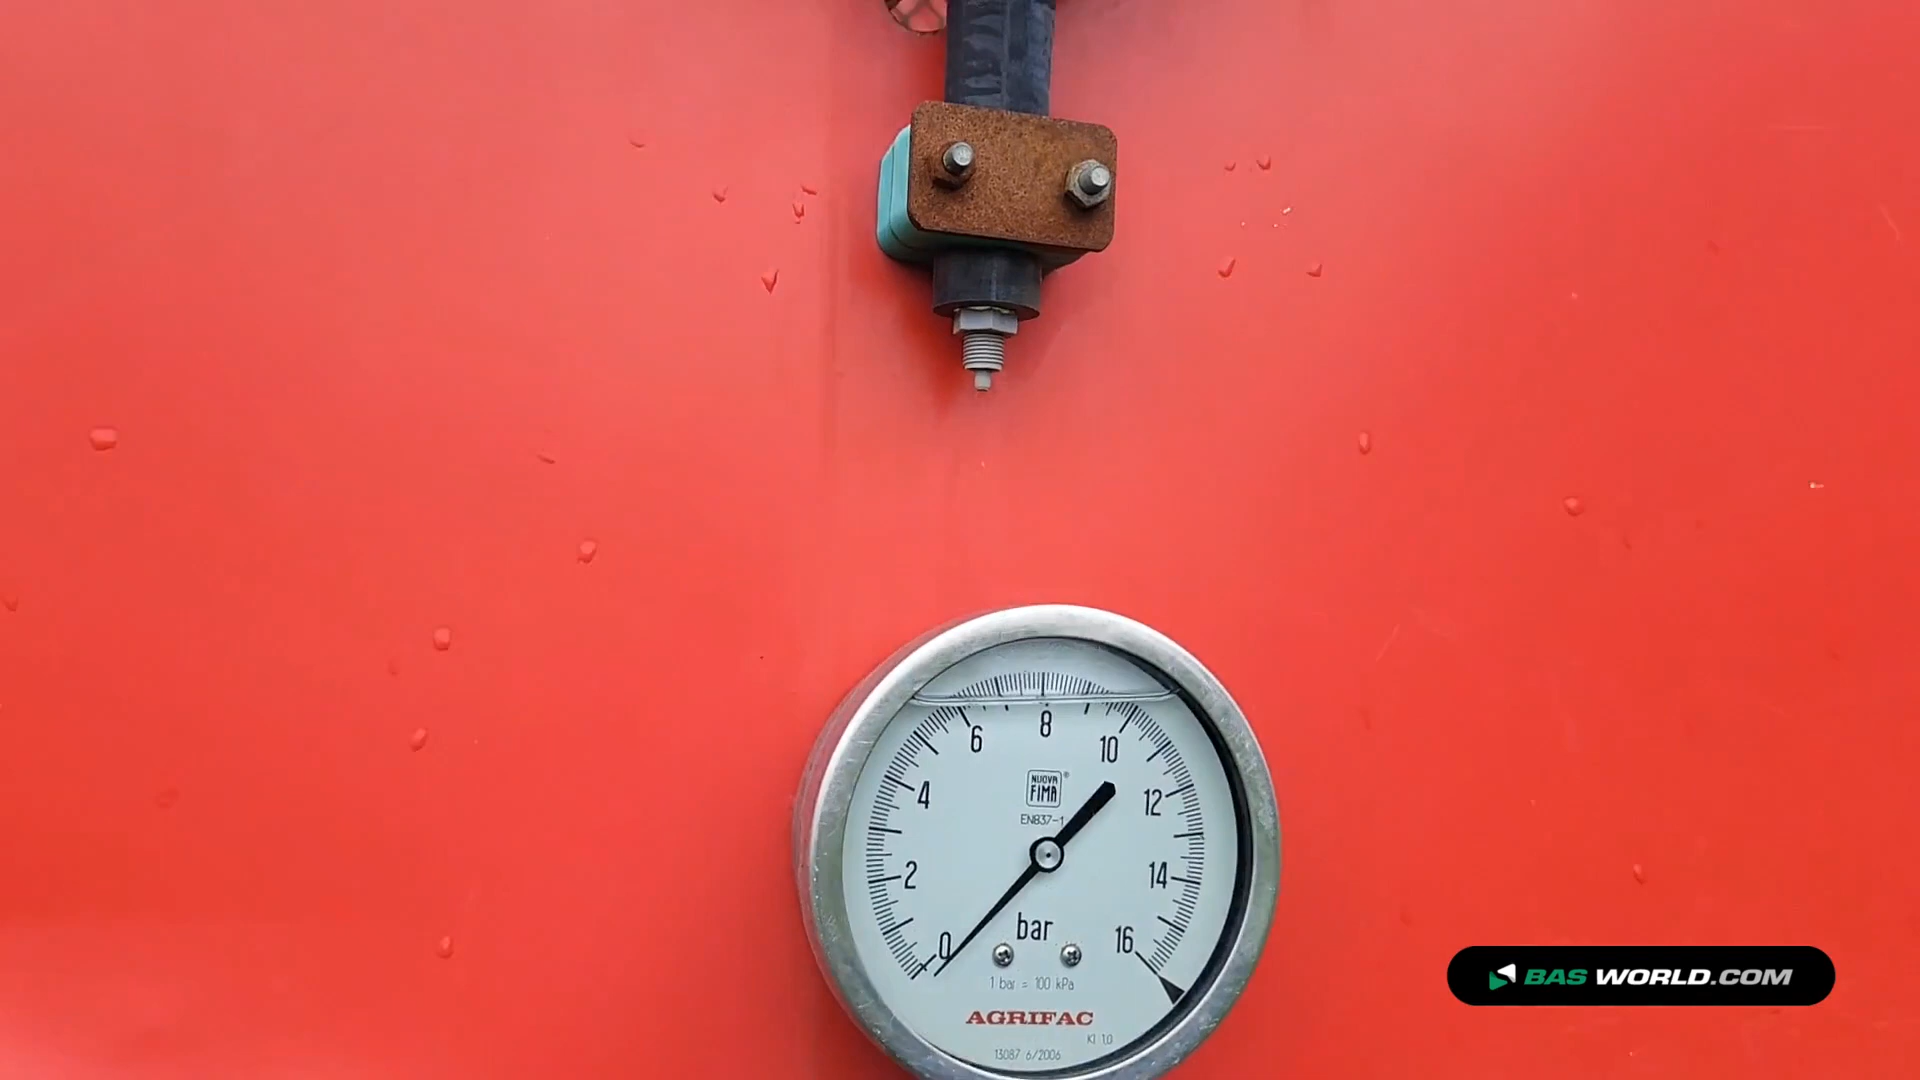 8
6
10
NUOVA
FIMA
®
4
12
EN837-1
2
14
bar
0
16
1 bar = 100 kPa
AGRIFAC
Kl 1.0
13087 6/2006
BAS WORLD.COM